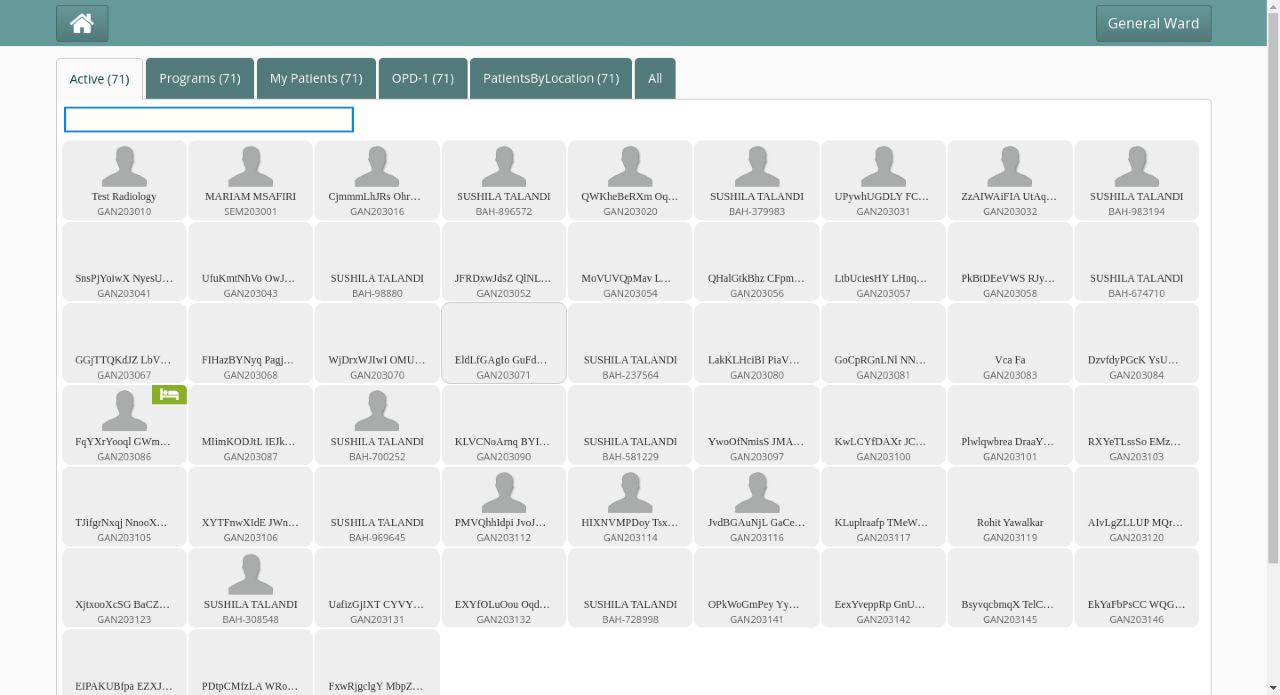 General Ward
Active (71)
Programs (71)
My Patients (71)
OPD-1 (71)
PatientsByLocation (71)
All
Test Radiology
GAN203010
MARIAM MSAFIRI
SEM203001
CjmmmLhJRs Ohr...
GAN203016
SUSHILA TALANDI
BAH-896572
QWKheBeRXm Oq...
GAN203020
SUSHILA TALANDI
BAH-379983
UPywhUGDLY FC...
GAN203031
ZzAIWAiFIA UtAq...
GAN203032
SUSHILA TALANDI
BAH-983194
SnsPjYoiwX NyesU...
GAN203041
UfuKmtNhVo OwJ...
GAN203043
SUSHILA TALANDI
BAH-98880
JFRDxwJdsZ QlNL...
GAN203052
MoVUVQpMav L...
GAN203054
QHalGtkBhz CFpm...
GAN203056
LtbUciesHY LHnq...
GAN203057
PkBtDEeVWS RJy...
GAN203058
SUSHILA TALANDI
BAH-674710
GGjTTQKdJZ LbV...
GAN203067
FIHazBYNyq Pagj...
GAN203068
WjDrxWJIwI OMU...
GAN203070
EldLfGAgIo GuFd...
GAN203071
SUSHILA TALANDI
BAH-237564
LakKLHciBI PiaV...
GAN203080
GoCpRGnLNl NN...
GAN203081
Vca Fa
GAN203083
DzvfdyPGcK YsU...
GAN203084
FqYXrYooql GWm...
GAN203086
MIimKODJtL IEJk...
GAN203087
SUSHILA TALANDI
BAH-700252
KLVCNoArnq BYI...
GAN203090
SUSHILA TALANDI
BAH-581229
YwoOfNmisS JMA...
GAN203097
KwLCYfDAXr JC...
GAN203100
Plwlqwbrea DraaY...
GAN203101
RXYeTLssSo EMz...
GAN203103
TJifgrNxqj NnooX...
GAN203105
XYTFnwXIdE JWn...
GAN203106
SUSHILA TALANDI
BAH-969645
PMVQhhIdpi JvoJ...
GAN203112
HIXNVMPDoy Tsx...
GAN203114
JvdBGAuNjL GaCe...
GAN203116
KLuplraafp TMeW...
GAN203117
Rohit Yawalkar
GAN203119
AIvLgZLLUP MQr...
GAN203120
XjtxooXcSG BaCZ...
GAN203123
SUSHILA TALANDI
BAH-308548
UafizGjIXT CYVY...
GAN203131
EXYfOLuOou Oqd...
GAN203132
SUSHILA TALANDI
BAH-728998
OPkWoGmPey Yy...
GAN203141
EexYveppRp GnU...
GAN203142
BsyvqcbmqX TelC...
GAN203145
EkYaFbPsCC WQG...
GAN203146
EIPAKUBfpa EZXJ...
PDtpCMfzLA WRo...
FxwRjgclgY MbpZ...